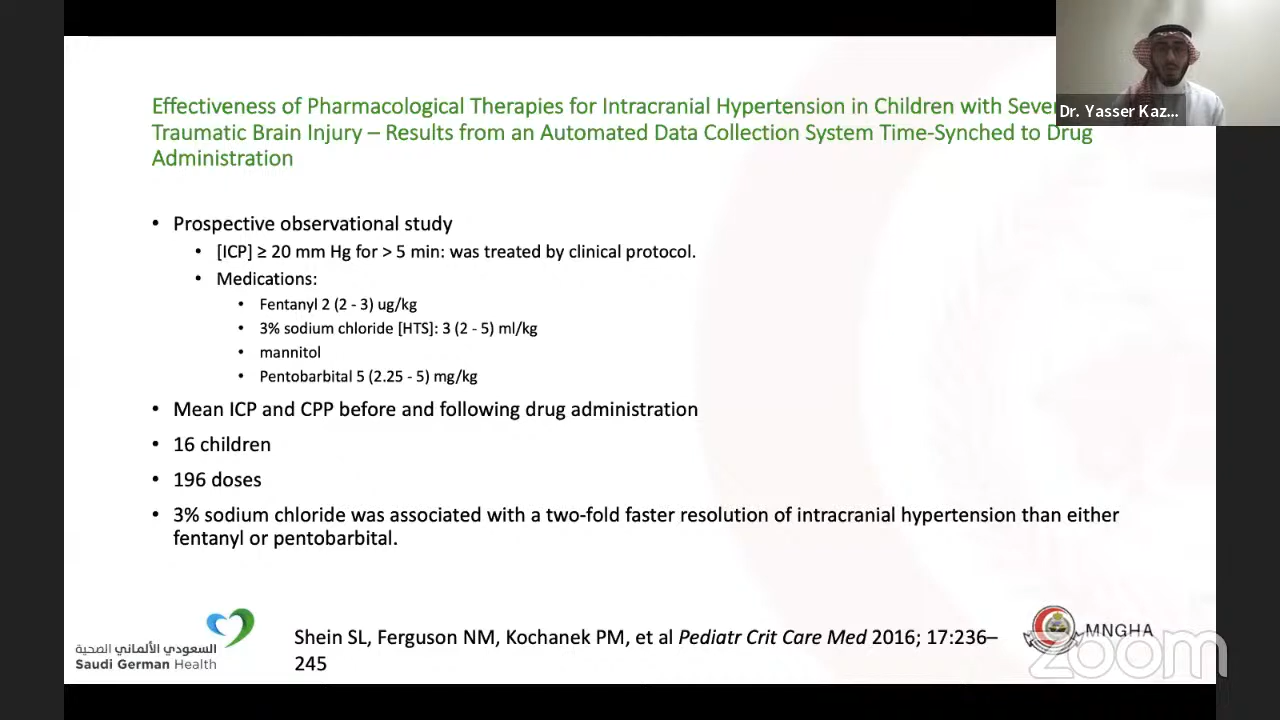 Effectiveness of Pharmacological Therapies for Intracranial Hypertension in Children with Seve
Traumatic Brain Injury – Results from an Automated Data Collection System Time-Synched to Drug
Administration
Dr. Yasser Kaz...
• Prospective observational study
• [ICP] ≥ 20 mm Hg for > 5 min: was treated by clinical protocol.
• Medications:
• Fentanyl 2 (2 - 3) ug/kg
• 3% sodium chloride [HTS]: 3 (2 - 5) ml/kg
• mannitol
• Pentobarbital 5 (2.25 - 5) mg/kg
• Mean ICP and CPP before and following drug administration
• 16 children
• 196 doses
• 3% sodium chloride was associated with a two-fold faster resolution of intracranial hypertension than either
fentanyl or pentobarbital.
السعودي الألماني الصحية
Saudi German Health
Shein SL, Ferguson NM, Kochanek PM, et al Pediatr Crit Care Med 2016; 17:236–
245
MNGHA
zoom